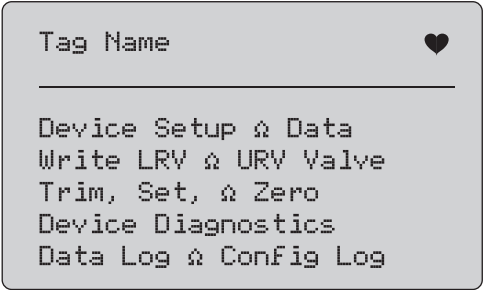 Tag Name
Device Setup Ω Data
Write LRV Ω URV Valve
Trim, Set, Ω Zero
Device Diagnostics
Data Log Ω Config Log